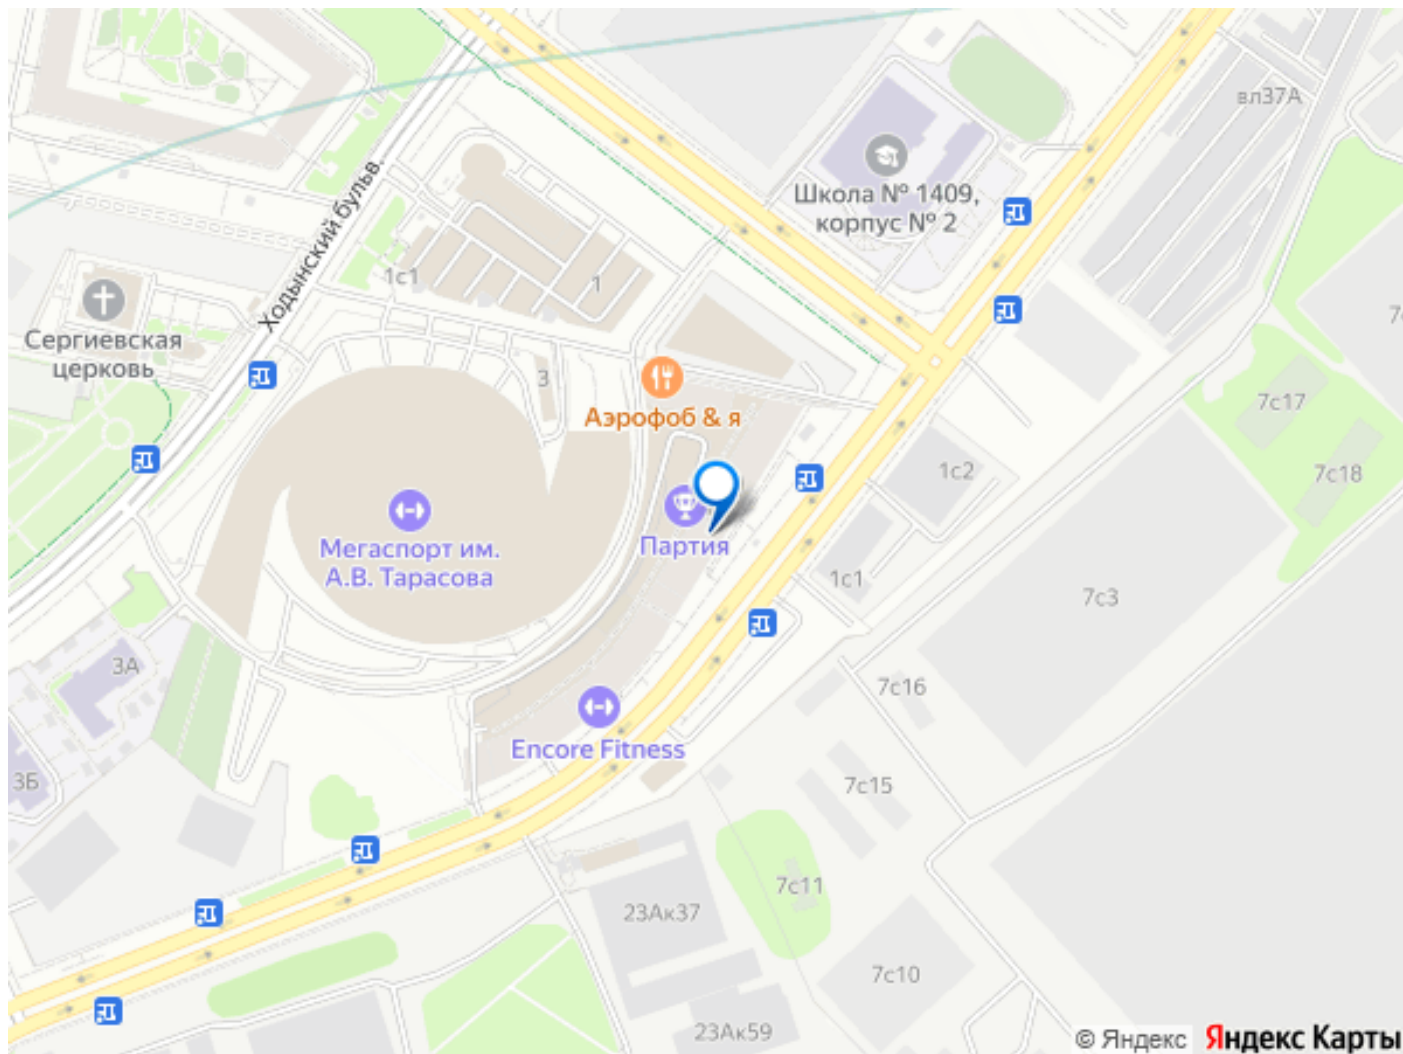 вл37А
Школа № 1409,
корпус № 2
Ходынский бульв.
1с1
1
Сергиевская
церковь
3
Аэрофоб & я
7с17
7с18
1с2
Мегаспорт им.
А.В. Тарасова
Партия
1с1
7с3
3А
7с16
Encore Fitness
3Б
7с15
7с11
23Ак37
7с10
23Ак59
© Яндекс Яндекс Карты